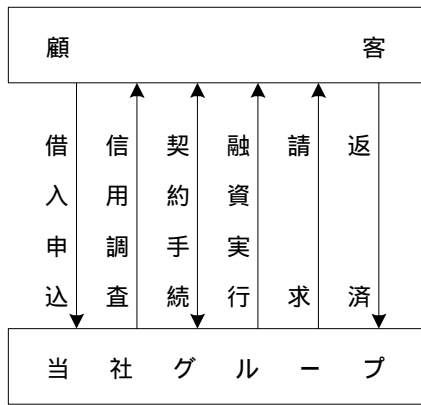 顧客
借入申込
信用調査
契約手続
融資実行
請求
返済
当社グループ